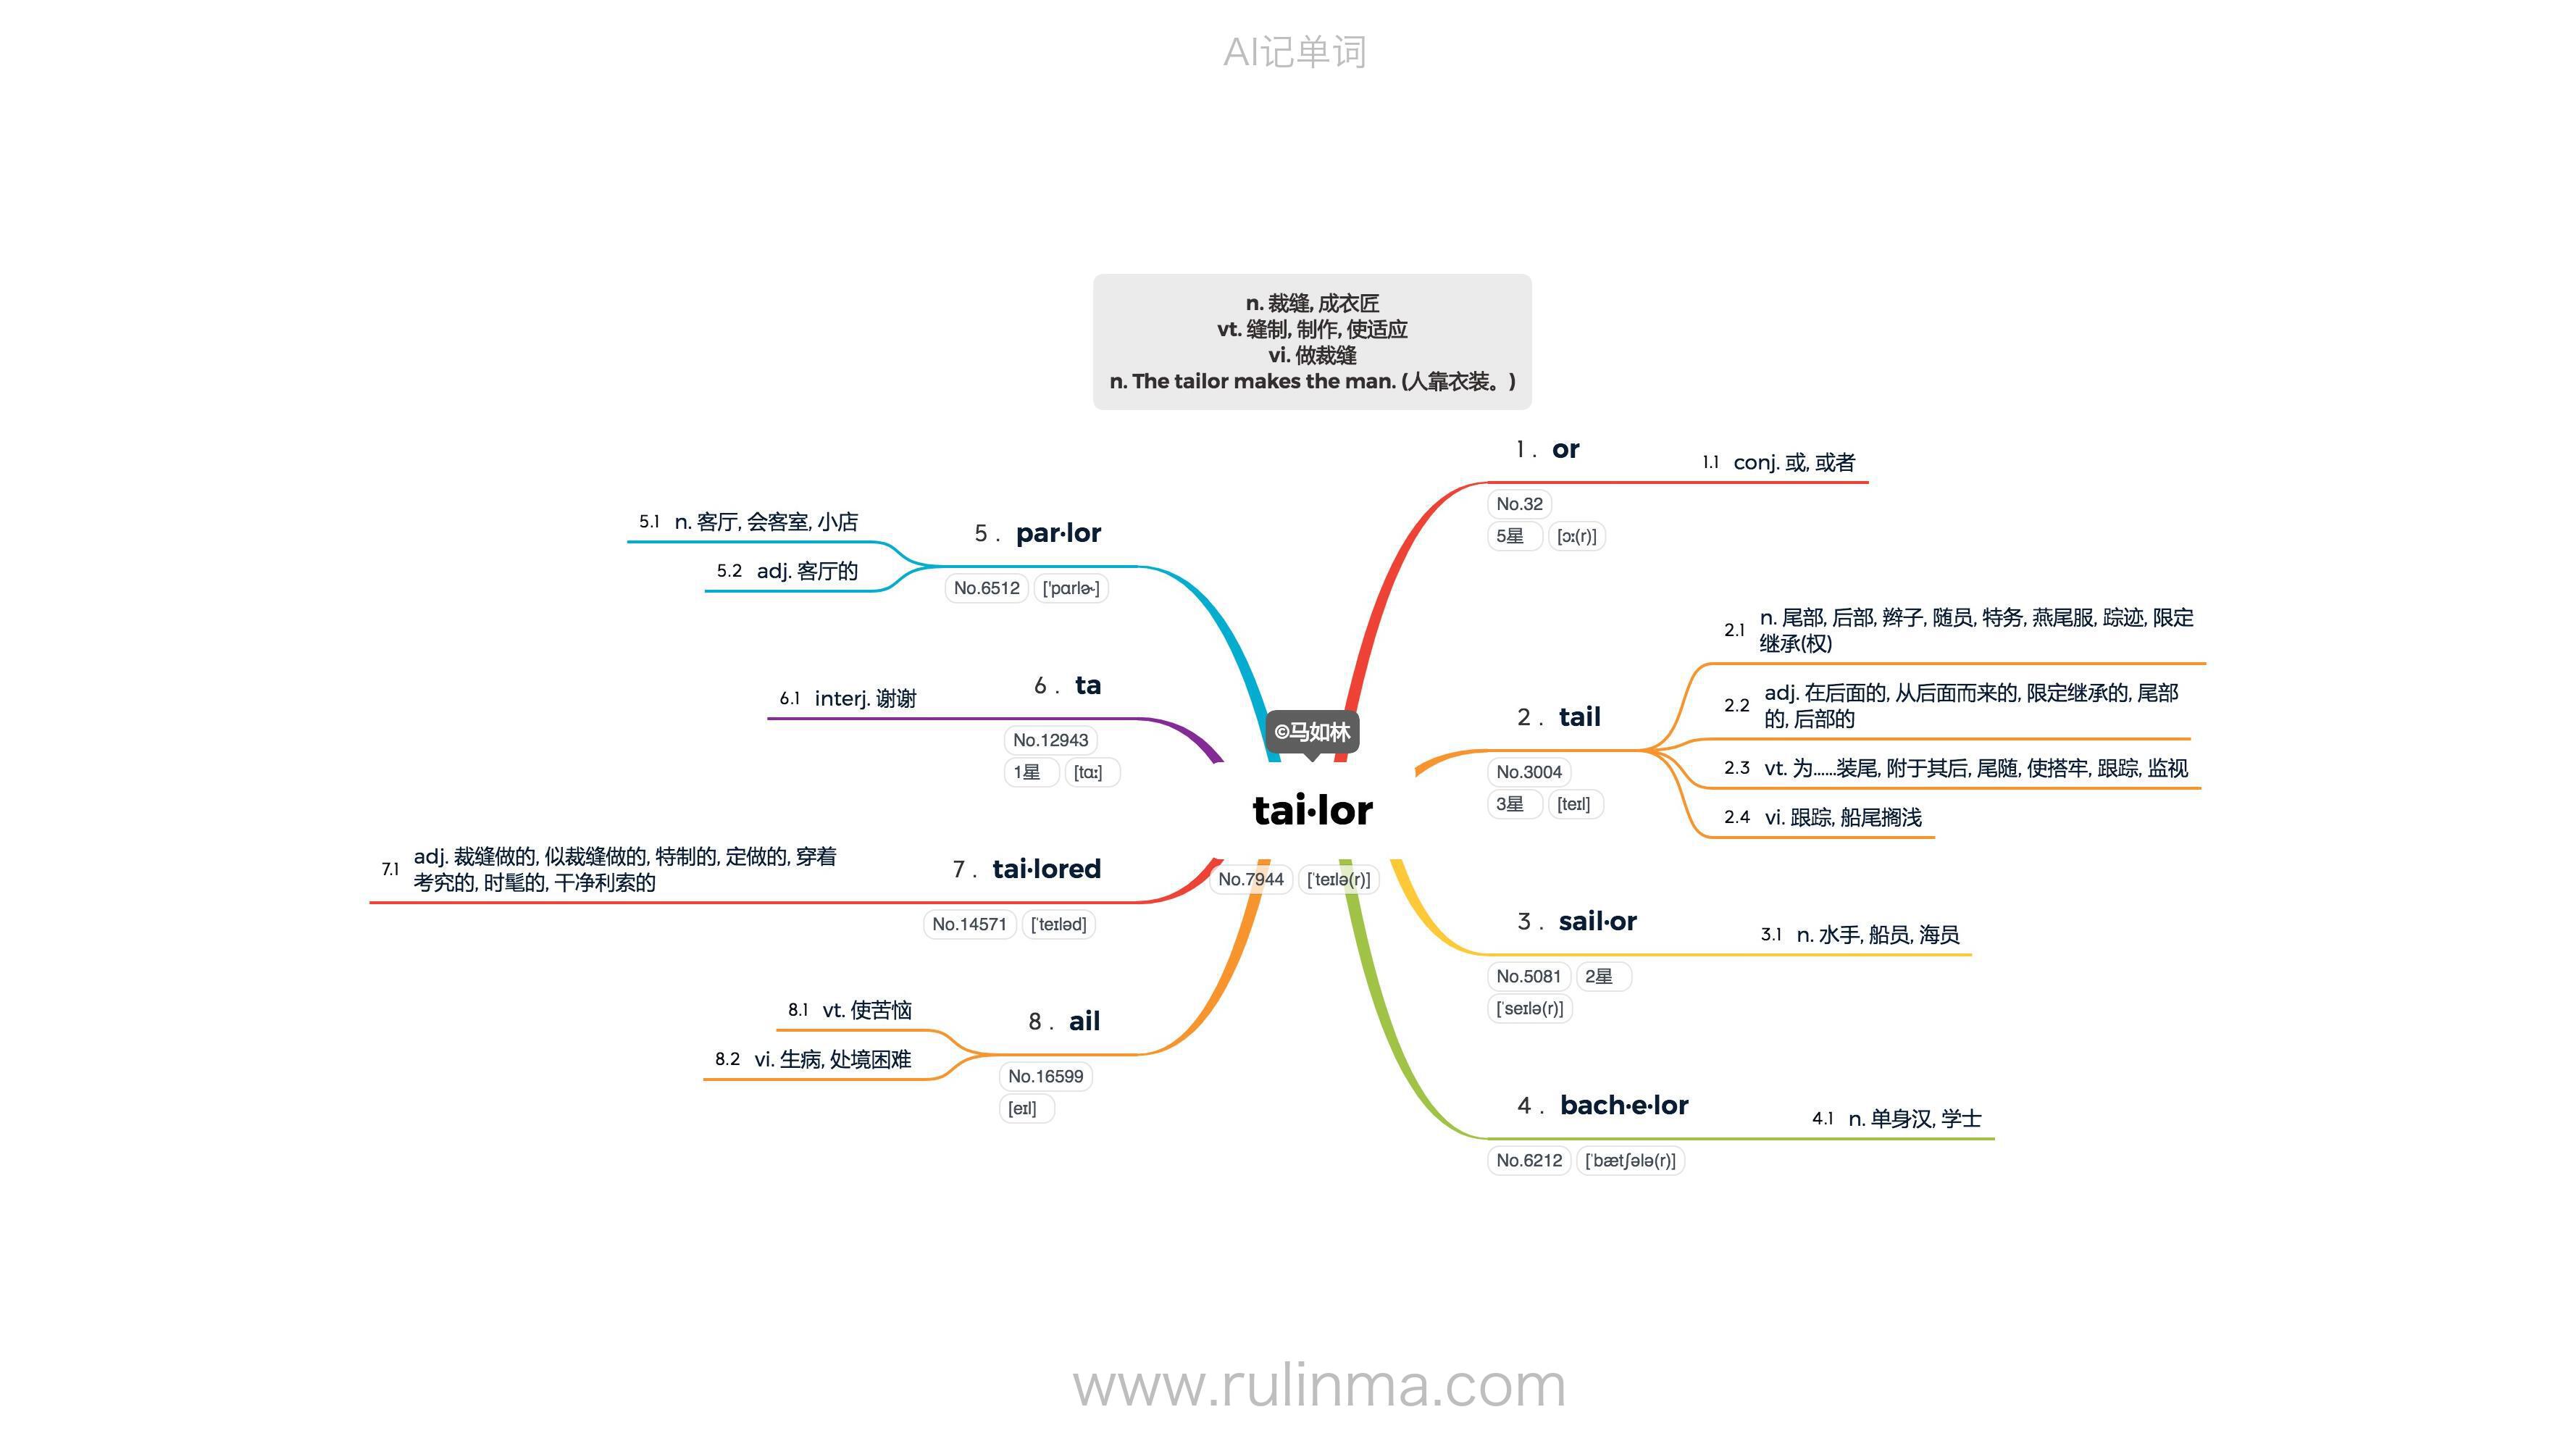 AI记单词
n. 裁缝, 成衣匠
vt. 缝制, 制作, 使适应
vi. 做裁缝
n. The tailor makes the man. (人靠衣装。)
©马如林
tai·lor
No.7944 [ˈteɪlə(r)]
1. or
No.32
5星 [ɔː(r)]
1.1 conj. 或, 或者
2. tail
No.3004
3星 [teɪl]
2.1 n. 尾部, 后部, 辫子, 随员, 特务, 燕尾服, 踪迹, 限定
继承(权)
2.2 adj. 在后面的, 从后面而来的, 限定继承的, 尾部
的, 后部的
2.3 vt. 为......装尾, 附于其后, 尾随, 使搭牢, 跟踪, 监视
2.4 vi. 跟踪, 船尾搁浅
3. sail·or
No.5081 2星
[ˈseɪlə(r)]
3.1 n. 水手, 船员, 海员
4. bach·e·lor
No.6212 [ˈbætʃələ(r)]
4.1 n. 单身汉, 学士
5. par·lor
No.6512 [ˈpɑrlɚ]
5.1 n. 客厅, 会客室, 小店
5.2 adj. 客厅的
6. ta
No.12943
1星 [tɑː]
6.1 interj. 谢谢
7. tai·lored
No.14571 [ˈteɪləd]
7.1 adj. 裁缝做的, 似裁缝做的, 特制的, 定做的, 穿着
考究的, 时髦的, 干净利索的
8. ail
No.16599
[eɪl]
8.1 vt. 使苦恼
8.2 vi. 生病, 处境困难
www.rulinma.com